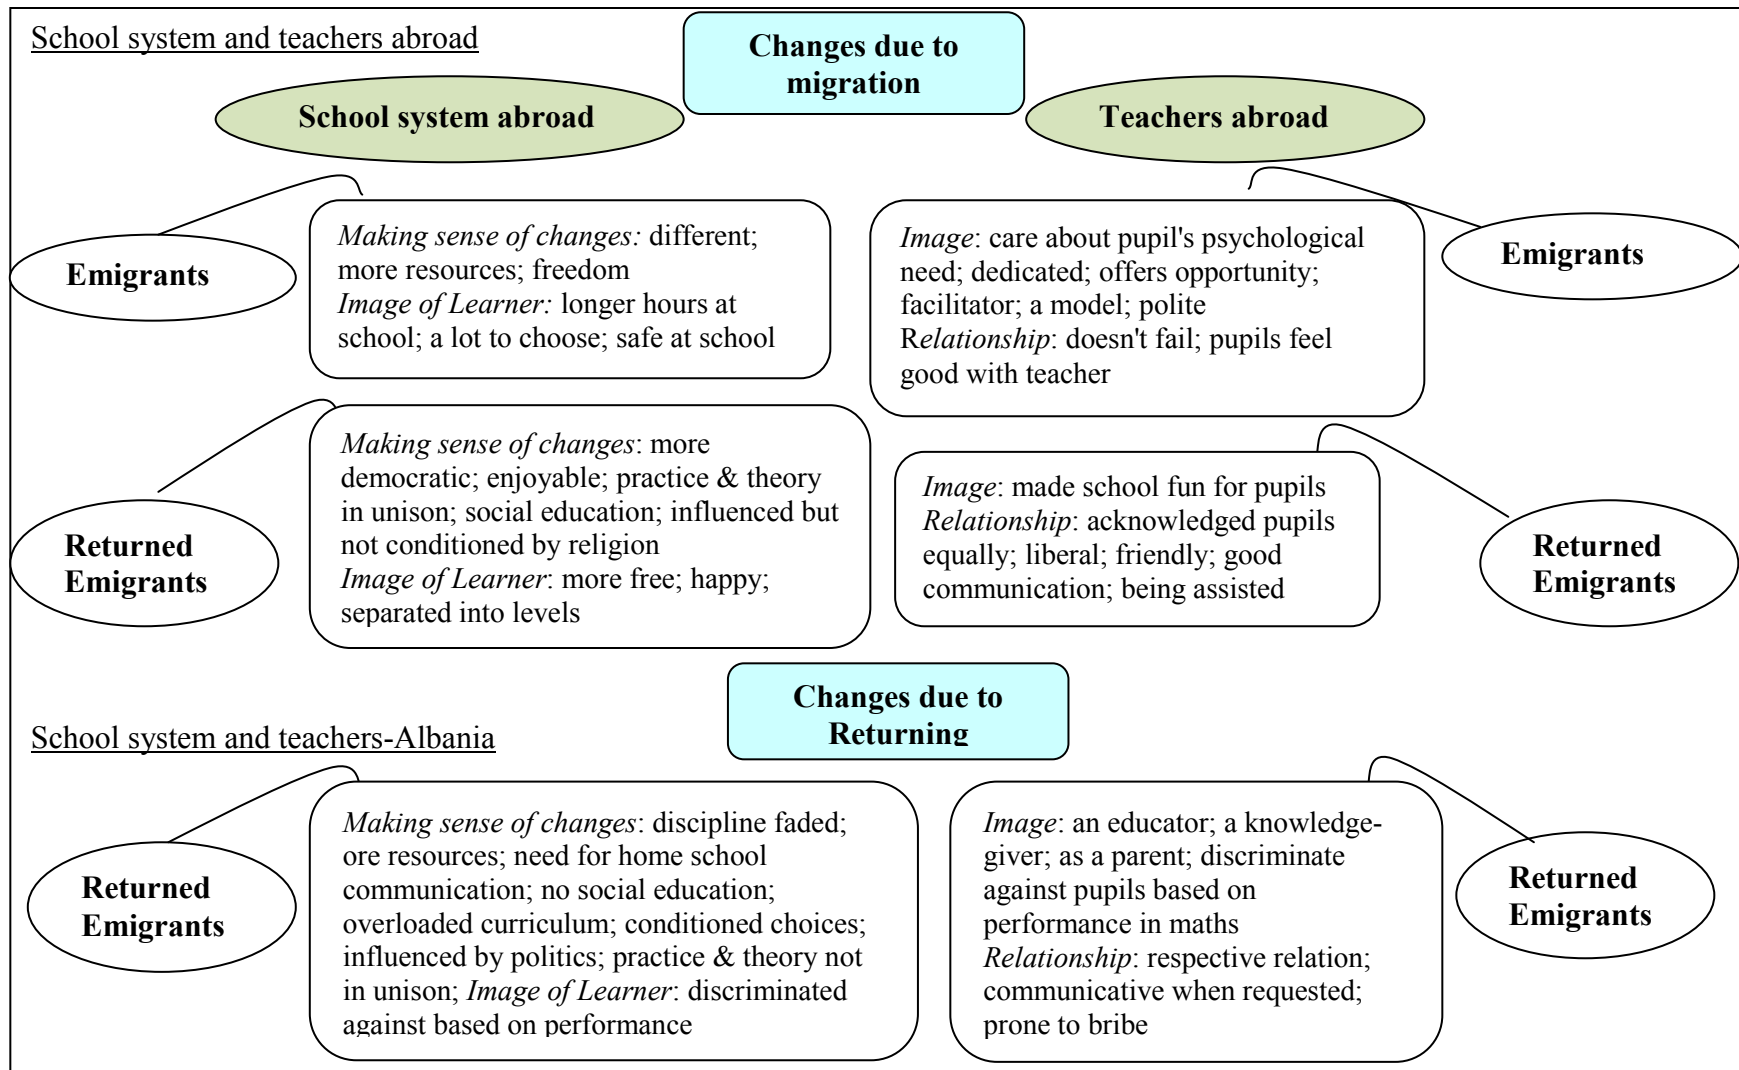 School system and teachers abroad
Changes due to
migration
School system abroad
Teachers abroad
Emigrants
Making sense of changes: different;
more resources; freedom
Image of Learner: longer hours at
school; a lot to choose; safe at school
Image: care about pupil's psychological
need; dedicated; offers opportunity;
facilitator; a model; polite
Relationship: doesn't fail; pupils feel
good with teacher
Emigrants
Returned
Emigrants
Making sense of changes: more
democratic; enjoyable; practice & theory
in unison; social education; influenced but
not conditioned by religion
Image of Learner: more free; happy;
separated into levels
Image: made school fun for pupils
Relationship: acknowledged pupils
equally; liberal; friendly; good
communication; being assisted
Returned
Emigrants
Changes due to
Returning
School system and teachers-Albania
Returned
Emigrants
Making sense of changes: discipline faded;
ore resources; need for home school
communication; no social education;
overloaded curriculum; conditioned choices;
influenced by politics; practice & theory not
in unison; Image of Learner: discriminated
against based on performance
Image: an educator; a knowledge-
giver; as a parent; discriminate
against pupils based on
performance in maths
Relationship: respective relation;
communicative when requested;
prone to bribe
Returned
Emigrants